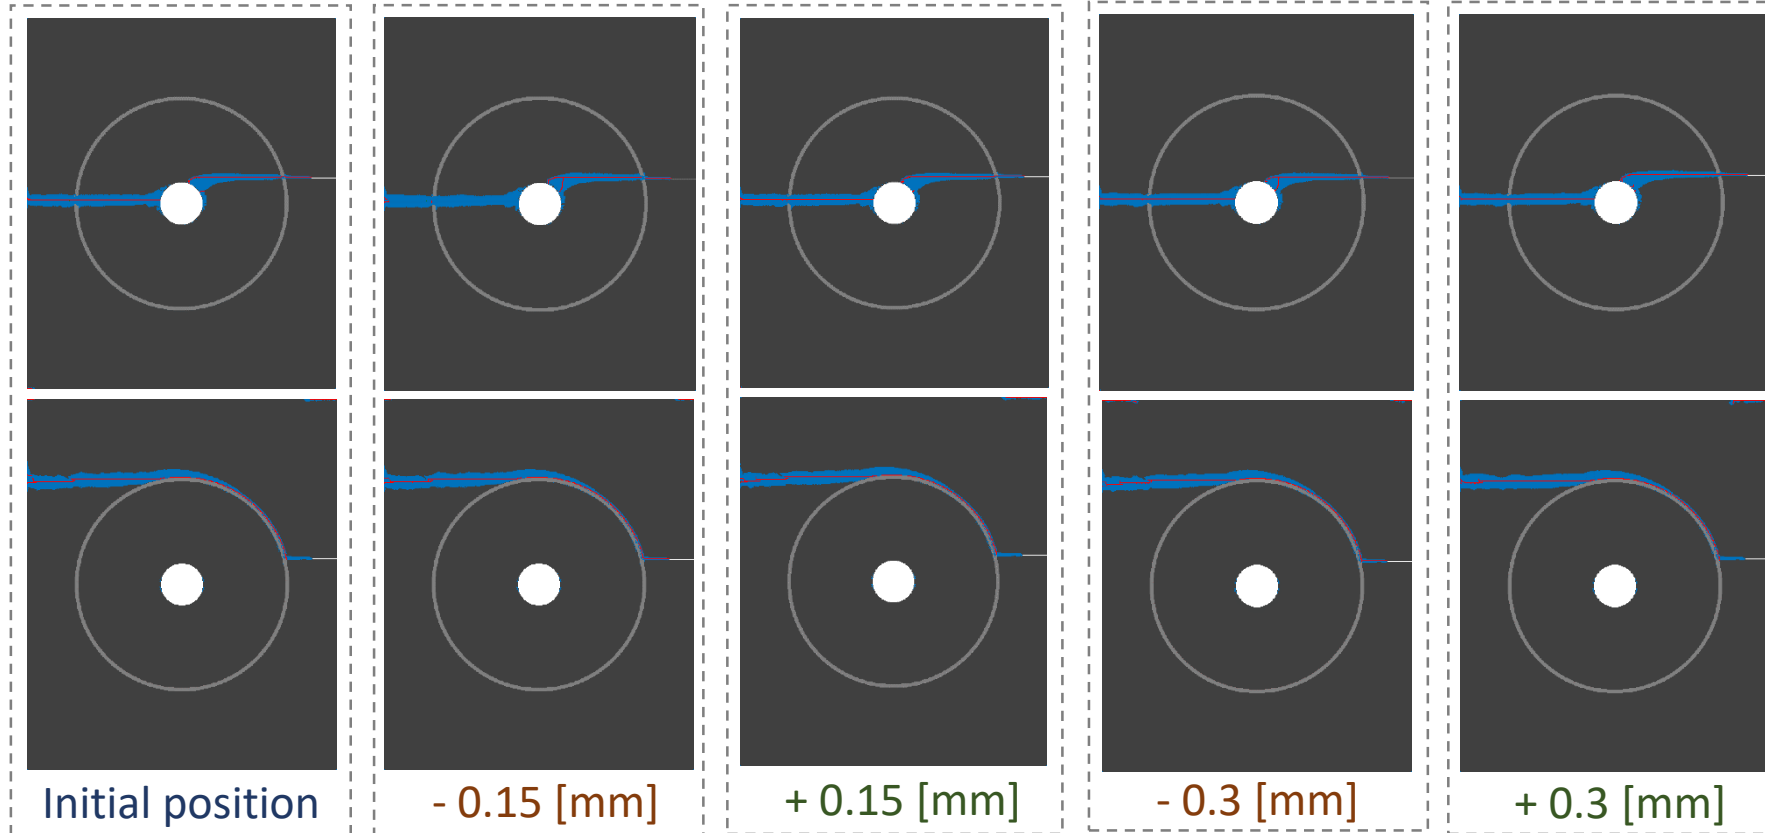 Initial position
- 0.15 [mm]
+ 0.15 [mm]
- 0.3 [mm]
+ 0.3 [mm]